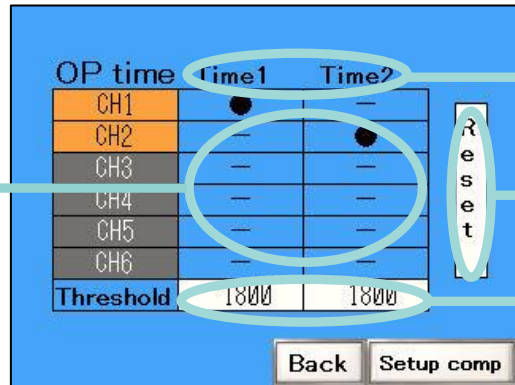 OP time Time1 Time2
CH1 ● —
CH2 — ●
CH3 — —
CH4 — —
CH5 — —
CH6 — —
Threshold 1800 1800
Reset
Back Setup comp